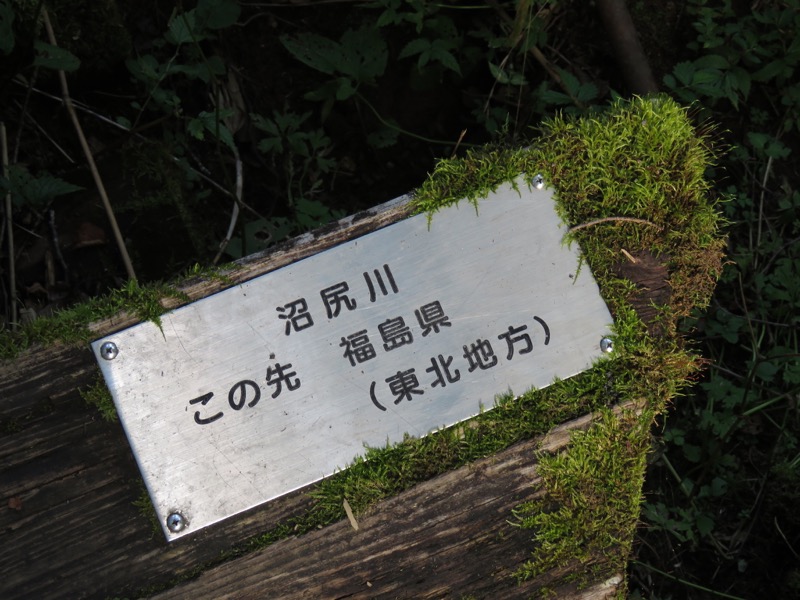 沼尻川
この先　福島県
（東北地方）